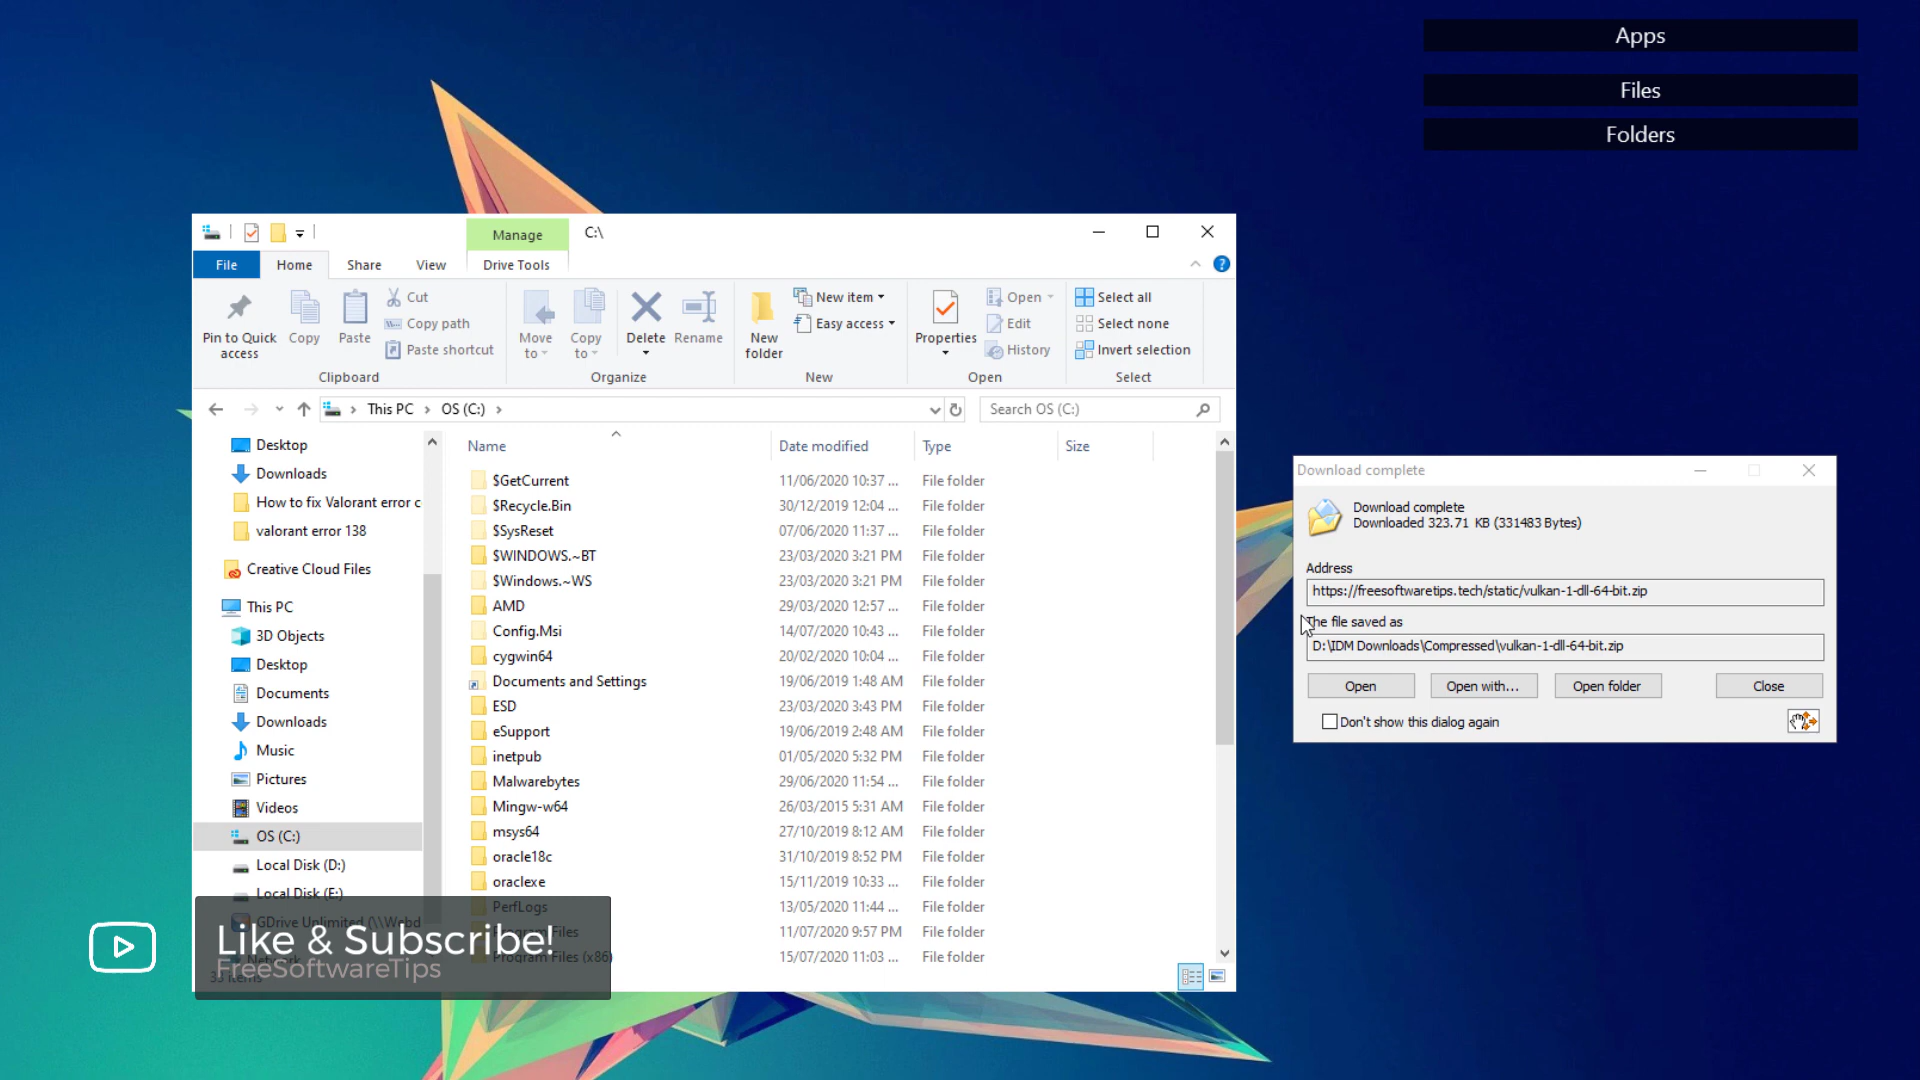 Apps
Files
Folders
Manage
C:\
File
Home
Share
View
Drive Tools
Pin to Quick access
Copy
Paste
Cut
Copy path
Paste shortcut
Clipboard
Move to
Copy to
Delete
Rename
Organize
New folder
New item
Easy access
New
Properties
Open
Edit
History
Open
Select all
Select none
Invert selection
Select
This PC
OS (C:)
Search OS (C:)
Desktop
Downloads
How to fix Valorant error c
valorant error 138
Creative Cloud Files
This PC
3D Objects
Desktop
Documents
Downloads
Music
Pictures
Videos
OS (C:)
Local Disk (D:)
Local Disk (E:)
GDrive Unlimited (\\Webd
Network
Name Date modified Type Size
$GetCurrent 11/06/2020 10:37 ... File folder
$Recycle.Bin 30/12/2019 12:04 ... File folder
$SysReset 07/06/2020 11:37 ... File folder
$WINDOWS.~BT 23/03/2020 3:21 PM File folder
$Windows.~WS 23/03/2020 3:21 PM File folder
AMD 29/03/2020 12:57 ... File folder
Config.Msi 14/07/2020 10:43 ... File folder
cygwin64 20/02/2020 10:04 ... File folder
Documents and Settings 19/06/2019 1:48 AM File folder
ESD 23/03/2020 3:43 PM File folder
eSupport 19/06/2019 2:48 AM File folder
inetpub 01/05/2020 5:32 PM File folder
Malwarebytes 29/06/2020 11:54 ... File folder
Mingw-w64 26/03/2015 5:31 AM File folder
msys64 27/10/2019 8:12 AM File folder
oracle18c 31/10/2019 8:52 PM File folder
oraclexe 15/11/2019 10:33 ... File folder
PerfLogs 13/05/2020 11:44 ... File folder
Program Files 11/07/2020 9:57 PM File folder
Program Files (x86) 15/07/2020 11:03 ... File folder
Like & Subscribe!
FreeSoftwareTips
items
Download complete
Download complete
Downloaded 323.71 KB (331483 Bytes)
Address
https://freesoftwaretips.tech/static/vulkan-1-dll-64-bit.zip
The file saved as
D:\IDM Downloads\Compressed\vulkan-1-dll-64-bit.zip
Open
Open with...
Open folder
Close
Don't show this dialog again